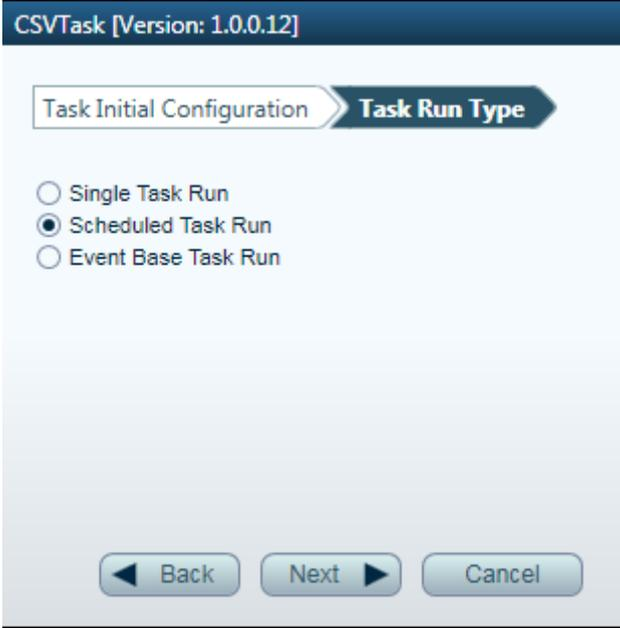 CSVTask [Version: 1.0.0.12]
Task Initial Configuration Task Run Type
Single Task Run
Scheduled Task Run
Event Base Task Run
Back Next Cancel